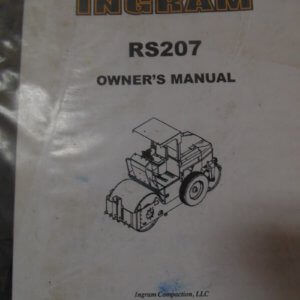 INGRAM
RS207
OWNER'S MANUAL
Ingram Compaction, LLC